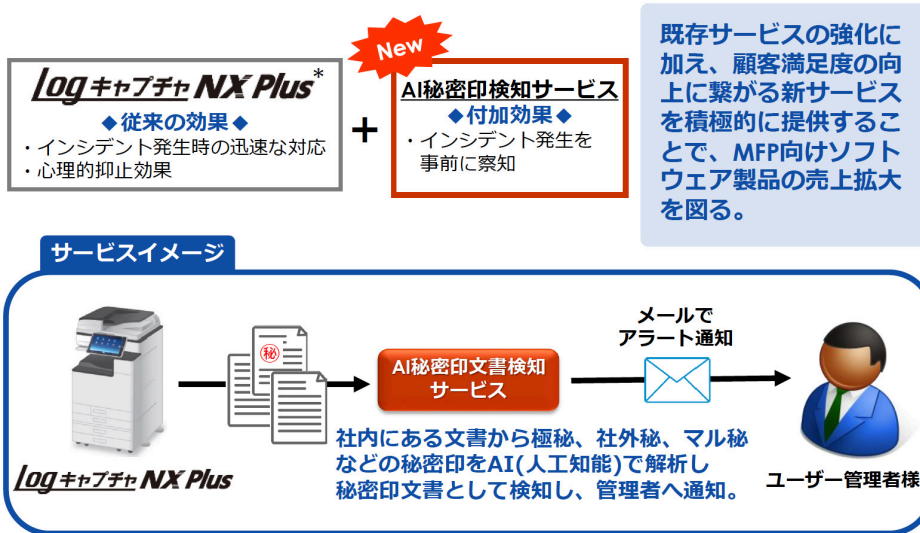 New
Logキャプチャ NX Plus*
◆従来の効果◆
・インシデント発生時の迅速な対応
・心理的抑止効果
+
AI秘密印検知サービス
◆付加効果◆
・インシデント発生を
事前に察知
既存サービスの強化に
加え、顧客満足度の向
上に繋がる新サービス
を積極的に提供するこ
とで、MFP向けソフト
ウェア製品の売上拡大
を図る。
サービスイメージ
Logキャプチャ NX Plus
秘
AI秘密印文書検知
サービス
メールで
アラート通知
社内にある文書から極秘、社外秘、マル秘
などの秘密印をAI(人工知能)で解析し
秘密印文書として検知し、管理者へ通知。
ユーザー管理者様